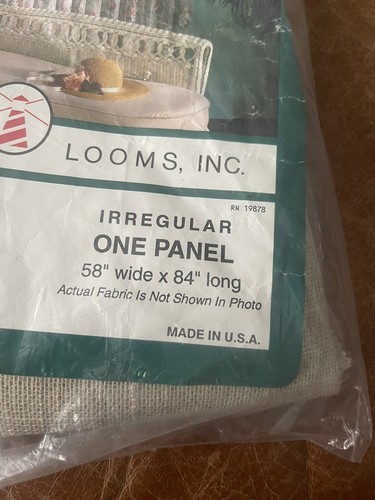 LOOMS, INC.
RN 19878
IRREGULAR
ONE PANEL
58" wide x 84" long
Actual Fabric Is Not Shown In Photo
MADE IN U.S.A.